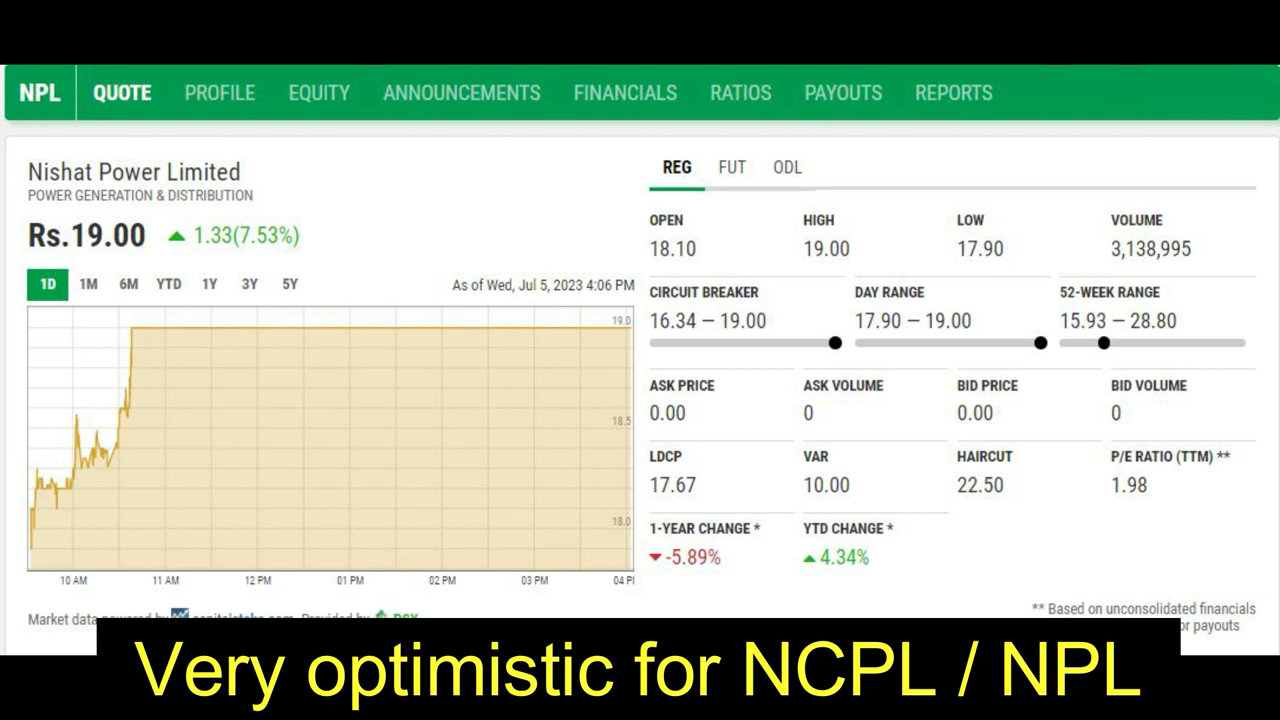 NPL QUOTE PROFILE EQUITY ANNOUNCEMENTS FINANCIALS RATIOS PAYOUTS REPORTS
Nishat Power Limited
POWER GENERATION & DISTRIBUTION
Rs.19.00 ▲ 1.33(7.53%)
1D 1M 6M YTD 1Y 3Y 5Y As of Wed, Jul 5, 2023 4:06 PM
19.0
18.5
18.0
10 AM 11 AM 12 PM 01 PM 02 PM 03 PM 04 P
REG FUT ODL
OPEN HIGH LOW VOLUME
18.10 19.00 17.90 3,138,995
CIRCUIT BREAKER DAY RANGE 52-WEEK RANGE
16.34 — 19.00 17.90 — 19.00 15.93 — 28.80
ASK PRICE ASK VOLUME BID PRICE BID VOLUME
0.00 0 0.00 0
LDCP VAR HAIRCUT P/E RATIO (TTM) **
17.67 10.00 22.50 1.98
1-YEAR CHANGE * YTD CHANGE *
▼ -5.89% ▲ 4.34%
Market data powered by Provided by
** Based on unconsolidated financials
or payouts
Very optimistic for NCPL / NPL